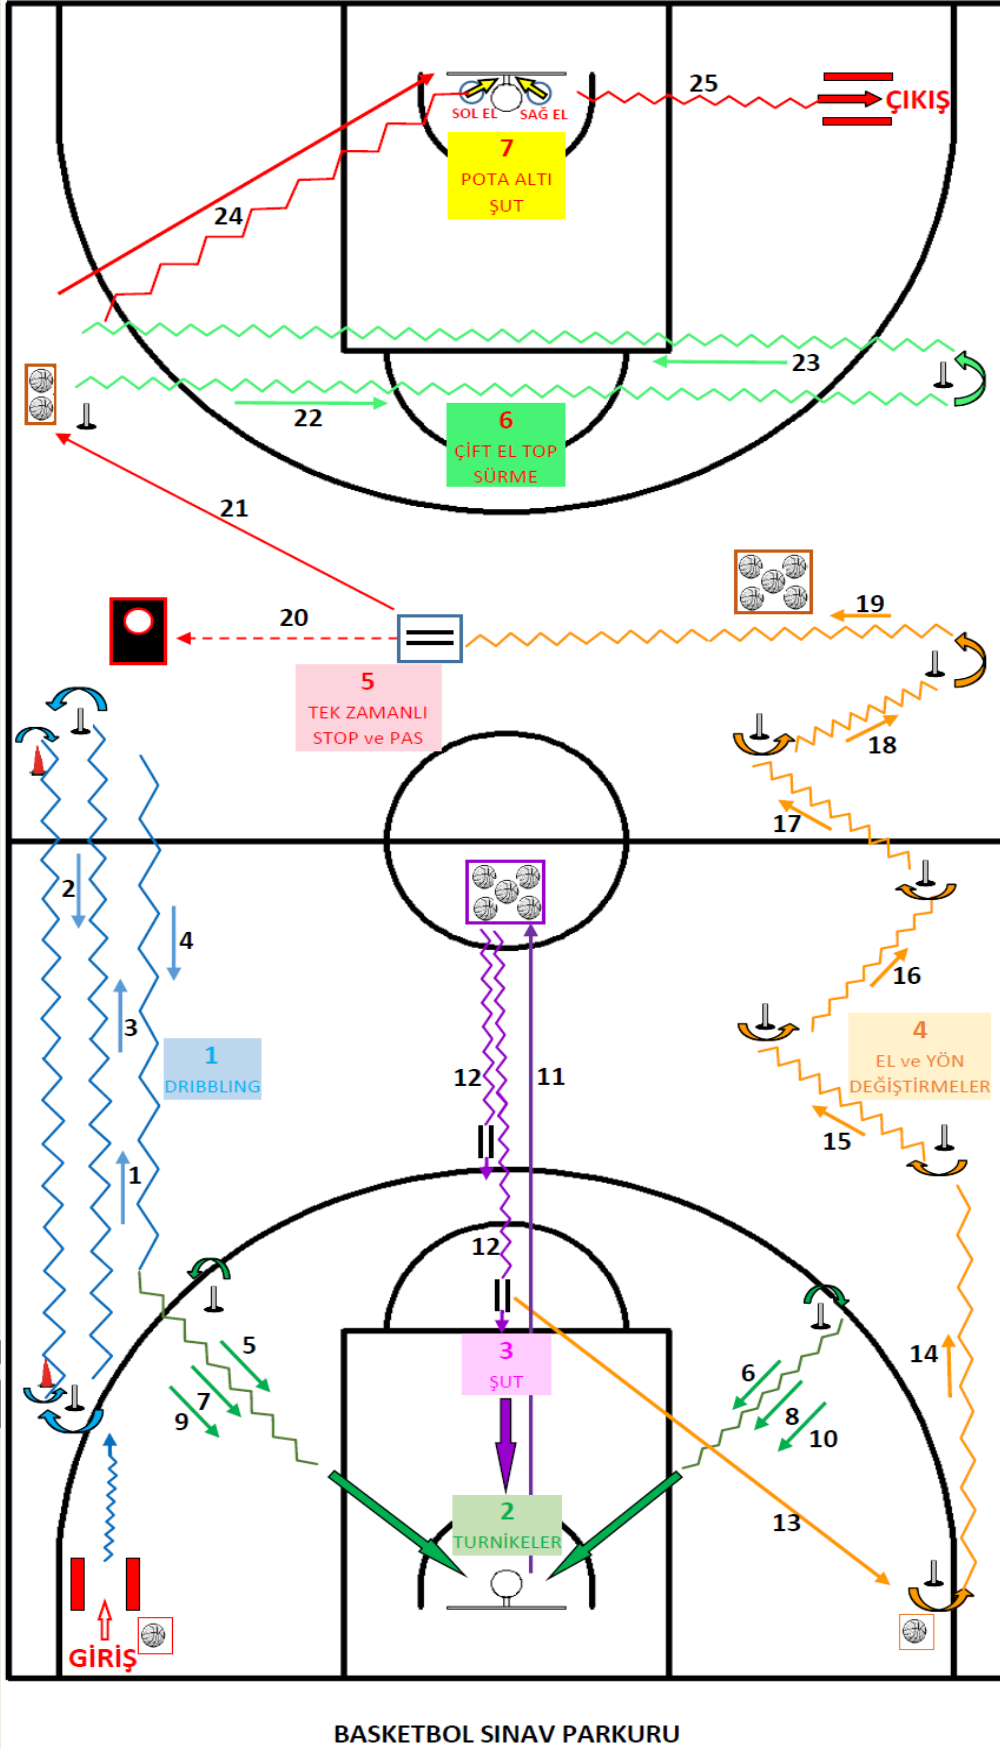 25
ÇIKIŞ
SOL EL
SAĞ EL
7
POTA ALTI
ŞUT
24
23
22
6
ÇİFT EL TOP
SÜRME
21
20
19
5
TEK ZAMANLI
STOP ve PAS
18
17
2
4
16
3
1
DRIBBLING
12
11
4
EL ve YÖN
DEĞİŞTİRMELER
15
1
12
5
3
ŞUT
14
6
7
9
8
10
2
TURNİKELER
13
GİRİŞ
BASKETBOL SINAV PARKURU